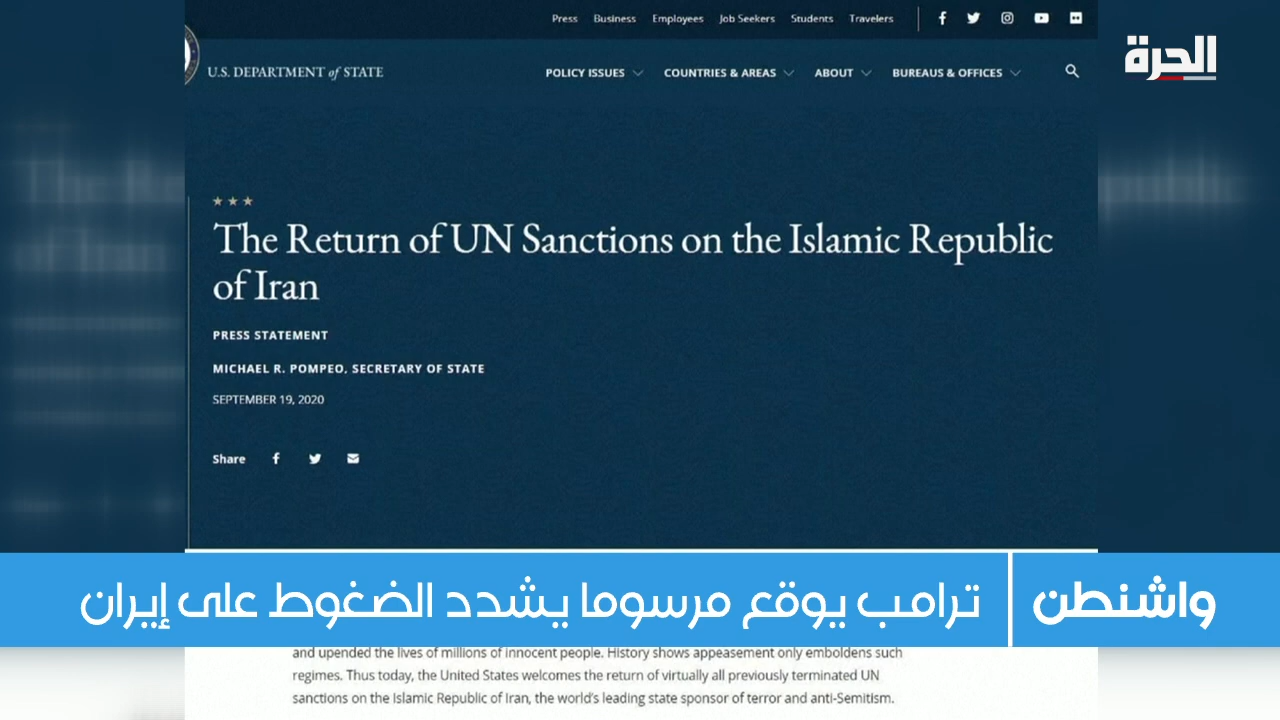 Press Business Employees Job Seekers Students Travelers
الحرة
U.S. DEPARTMENT of STATE
POLICY ISSUES COUNTRIES & AREAS ABOUT BUREAUS & OFFICES
The Return of UN Sanctions on the Islamic Republic
of Iran
PRESS STATEMENT
MICHAEL R. POMPEO, SECRETARY OF STATE
SEPTEMBER 19, 2020
Share
واشنطن
ترامب يوقع مرسوما يشدد الضغوط على إيران
and upended the lives of millions of innocent people. History shows appeasement only emboldens such
regimes. Thus today, the United States welcomes the return of virtually all previously terminated UN
sanctions on the Islamic Republic of Iran, the world's leading state sponsor of terror and anti-Semitism.